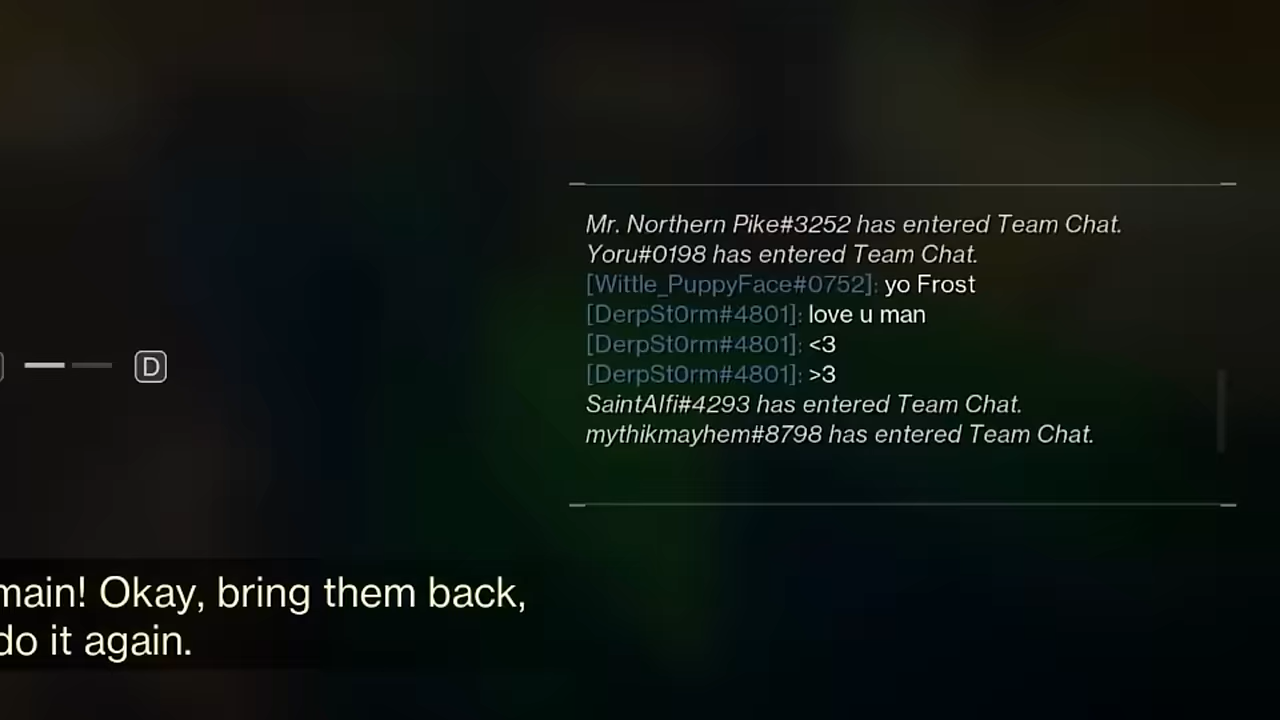 Mr. Northern Pike#3252 has entered Team Chat.
Yoru#0198 has entered Team Chat.
[Wittle_PuppyFace#0752]: yo Frost
[DerpSt0rm#4801]: love u man
[DerpSt0rm#4801]: <3
[DerpSt0rm#4801]: >3
SaintAlfi#4293 has entered Team Chat.
mythikmayhem#8798 has entered Team Chat.
D
main! Okay, bring them back,
do it again.